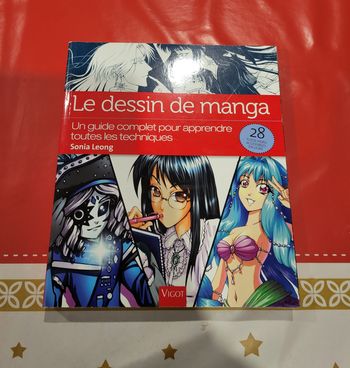 Le dessin de manga
Un guide complet pour apprendre
toutes les techniques
Sonia Leong
28
VIGOT